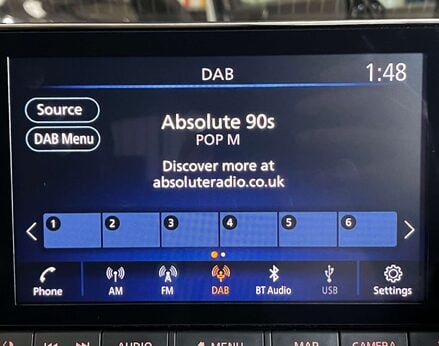 DAB
1:48
Source
DAB Menu
Absolute 90s
POP M
Discover more at
absoluteradio.co.uk
1 2 3 4 5 6
Phone AM FM DAB BT Audio USB Settings
AUDIO MENU MAP CAMERA